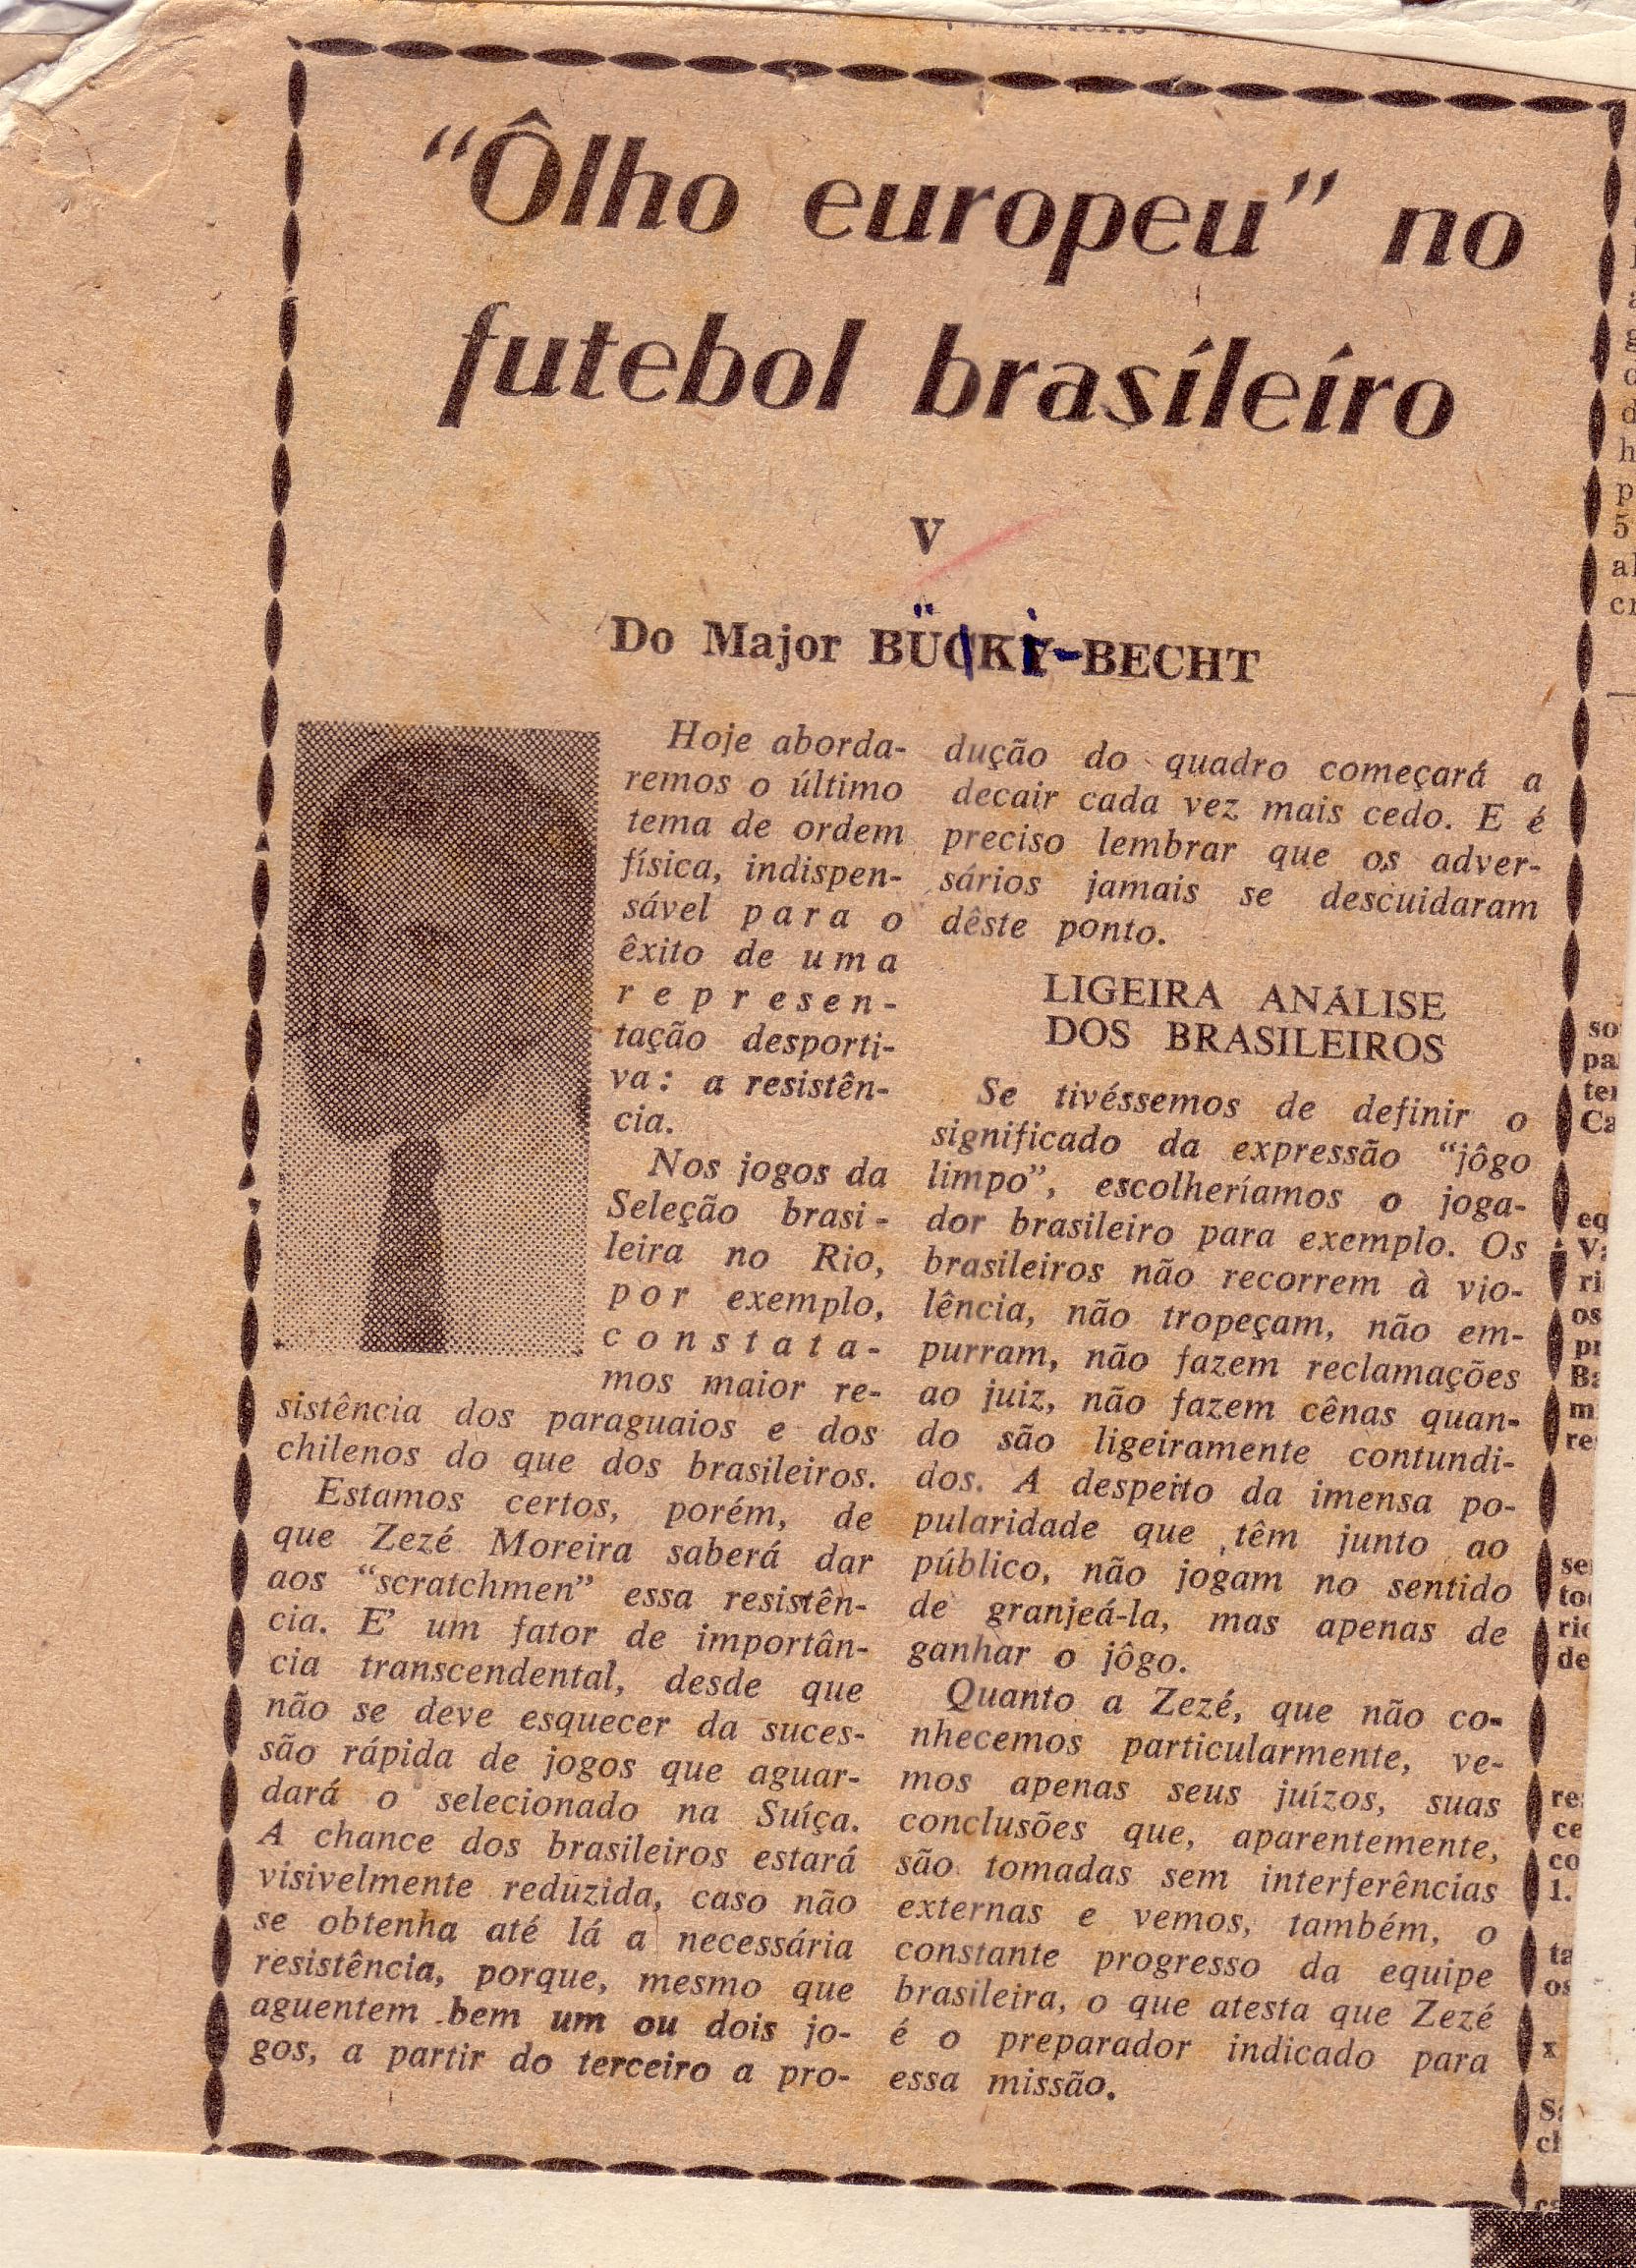 “Ôlho europeu” no
futebol brasileiro
V
Do Major BÜCKY-BECHT
Hoje aborda-
remos o último
tema de ordem
física, indispen-
sável para o
êxito de uma
represen-
tação desporti-
va: a resistên-
cia.
Nos jogos da
Seleção brasi-
leira no Rio,
por exemplo,
constata-
mos maior re-
sistência dos paraguaios e dos
chilenos do que dos brasileiros.
Estamos certos, porém, de
que Zezé Moreira saberá dar
aos “scratchmen” essa resistên-
cia. E’ um fator de importân-
cia transcendental, desde que
não se deve esquecer da suces-
são rápida de jogos que aguar-
dará o selecionado na Suíça.
A chance dos brasileiros estará
visivelmente reduzida, caso não
se obtenha até lá a necessária
resistência, porque, mesmo que
aguentem bem um ou dois jo-
gos, a partir do terceiro a pro-
dução do quadro começará a
decair cada vez mais cedo. E é
preciso lembrar que os adver-
sários jamais se descuidaram
dêste ponto.
LIGEIRA ANÁLISE
DOS BRASILEIROS
Se tivéssemos de definir o
significado da expressão “jôgo
limpo”, escolheríamos o joga-
dor brasileiro para exemplo. Os
brasileiros não recorrem à vio-
lência, não tropeçam, não em-
purram, não fazem reclamações
ao juiz, não fazem cênas quan-
do são ligeiramente contundi-
dos. A despeito da imensa po-
pularidade que têm junto ao
público, não jogam no sentido
de granjeá-la, mas apenas de
ganhar o jôgo.
Quanto a Zezé, que não co-
nhecemos particularmente, ve-
mos apenas seus juízos, suas
conclusões que, aparentemente,
são tomadas sem interferências
externas e vemos, também, o
constante progresso da equipe
brasileira, o que atesta que Zezé
é o preparador indicado para
essa missão.